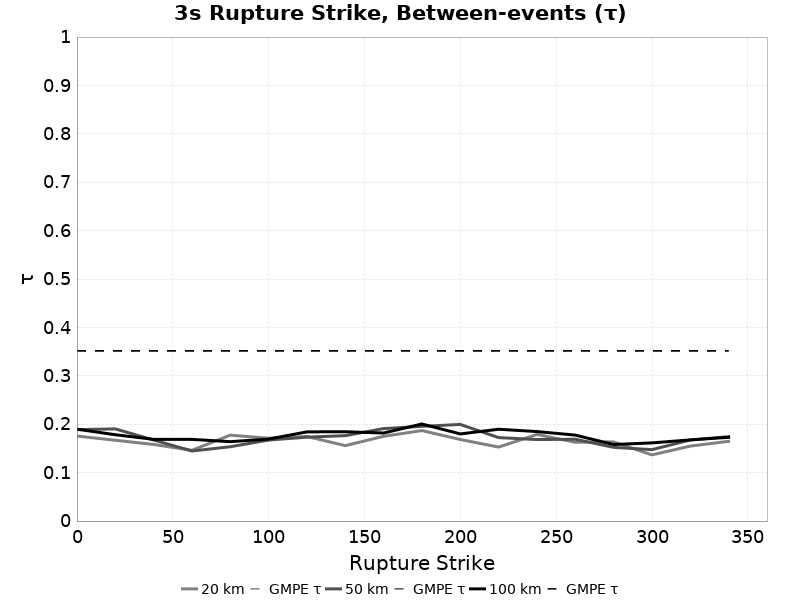 3s Rupture Strike, Between-events (τ)
1
0.9
0.8
0.7
0.6
0.5
0.4
0.3
0.2
0.1
0
τ
0 50 100 150 200 250 300 350
Rupture Strike
20 km GMPE τ 50 km GMPE τ 100 km GMPE τ